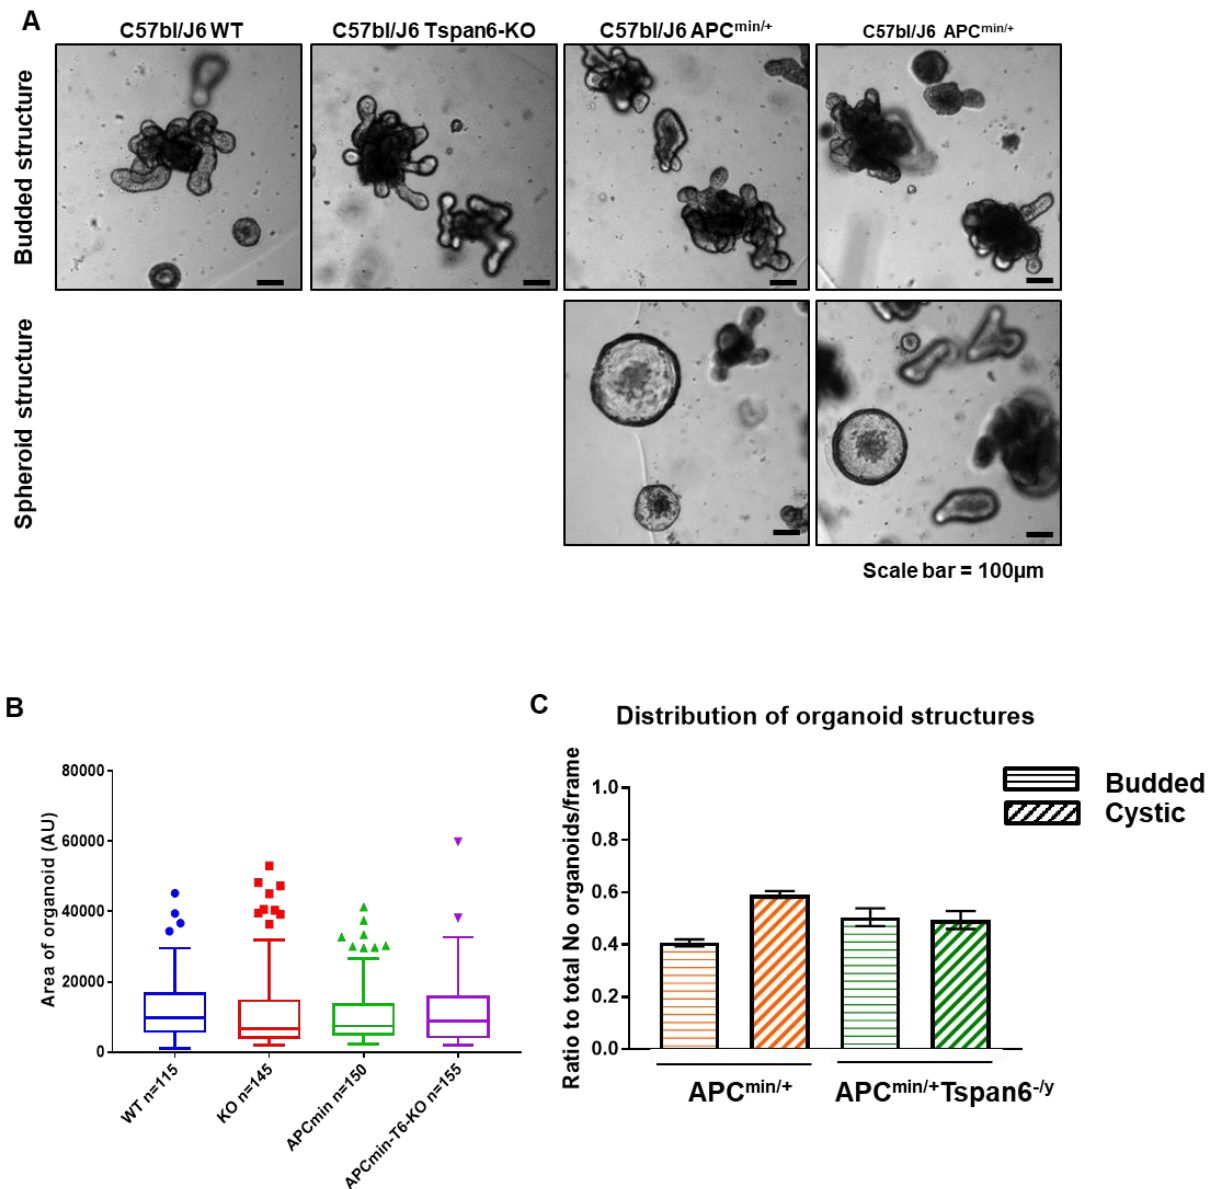 A
C57bl/J6 WT
C57bl/J6 Tspan6-KO
C57bl/J6 APCmin/+
C57bl/J6 APCmin/+
Budded structure
Spheroid structure
Scale bar = 100µm
B
Area of organoid (AU)
80000
60000
40000
20000
0
WT n=115
KO n=145
APCmin n=150
APCmin-T6-KO n=155
C
Distribution of organoid structures
Ratio to total No organoids/frame
1.0
0.8
0.6
0.4
0.2
0.0
Budded
Cystic
APCmin/+
APCmin/+Tspan6-/y